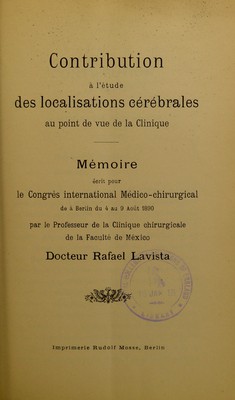 Contribution
à l'étude
des localisations cérébrales
au point de vue de la Clinique
Mémoire
écrit pour
le Congrès international Médico-chirurgical
de à Berlin du 4 au 9 Août 1890
par le Professeur de la Clinique chirurgicale
de la Faculté de México
Docteur Rafael Lavista
Imprimerie Rudolf Mosse, Berlin